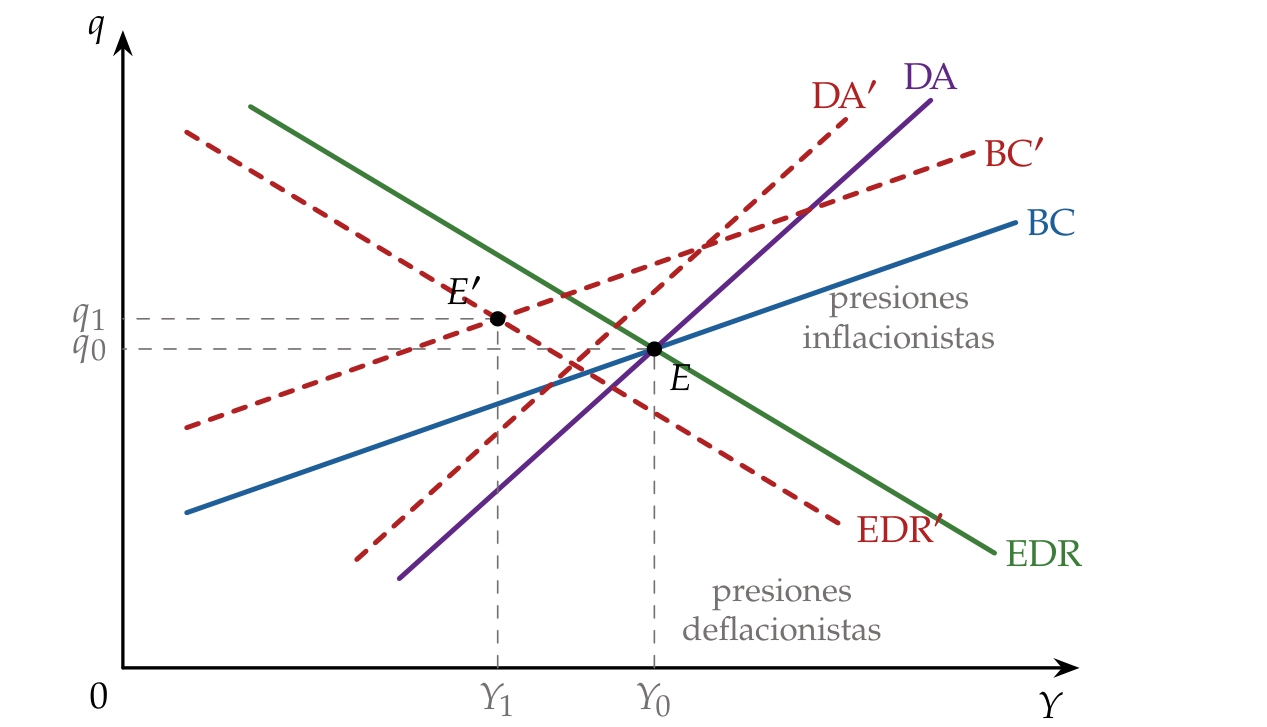 q
DA
DA′
BC′
BC
presiones
inflacionistas
E′
q1
q0
E
EDR′
EDR
presiones
deflacionistas
0
Y1
Y0
Y